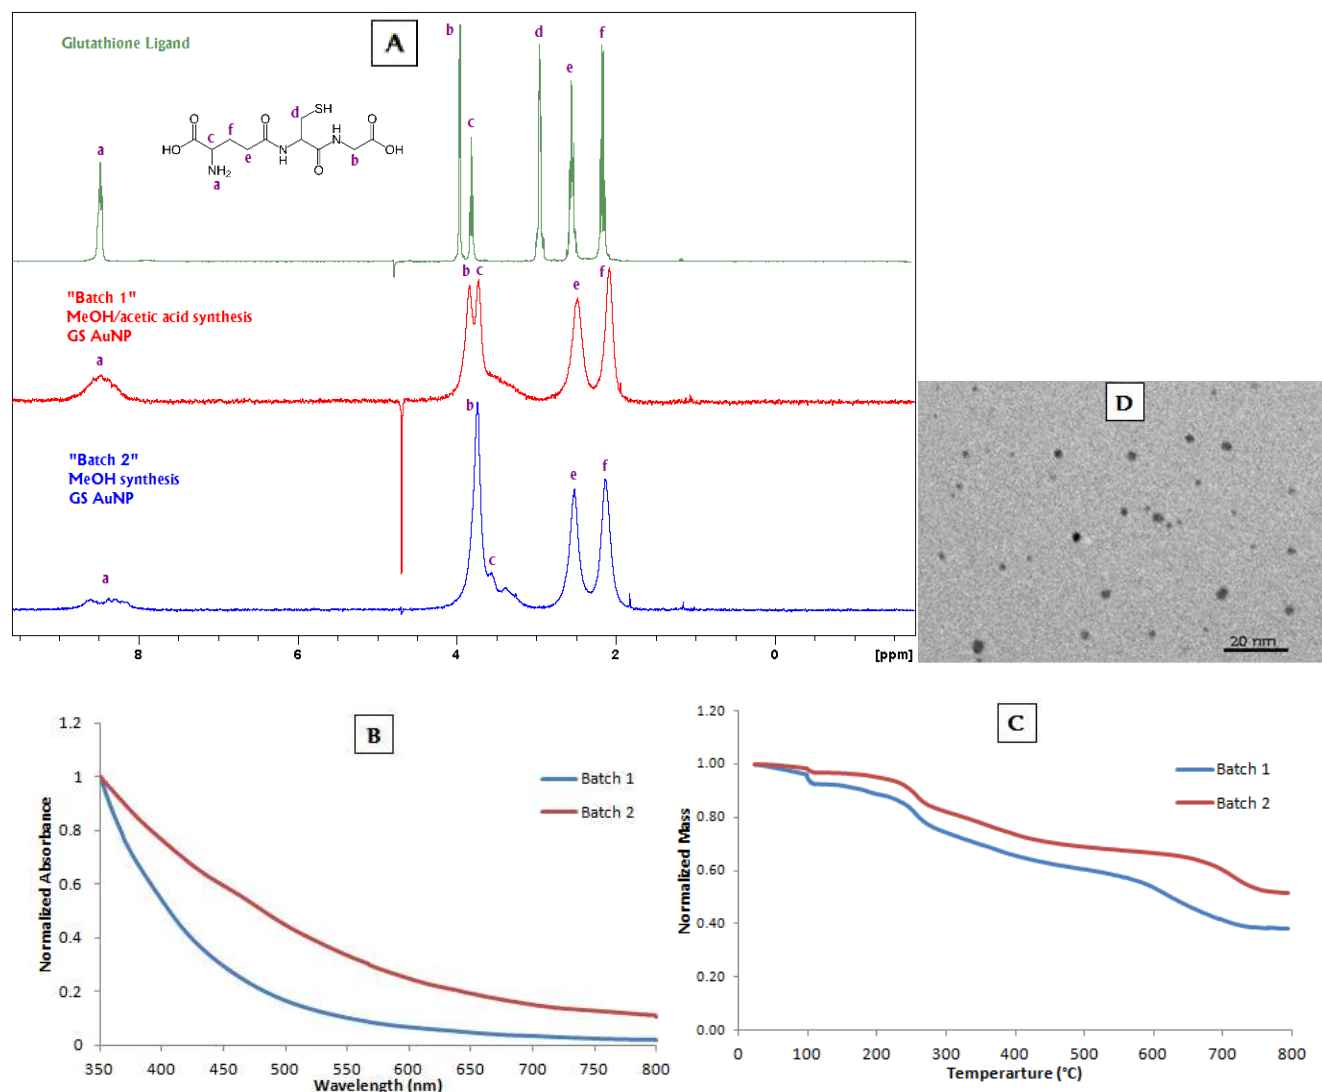 A
Glutathione Ligand
b
d
f
e
c
a
SH
d
O
f
O
H
N
O
c
HO
e
N
H
O
b
OH
NH₂
a
"Batch 1"
MeOH/acetic acid synthesis
GS AuNP
a
b
c
e
f
"Batch 2"
MeOH synthesis
GS AuNP
a
b
c
e
f
8
6
4
2
0
[ppm]
D
20 nm
B
1.2
1
0.8
0.6
0.4
0.2
0
Normalized Absorbance
Batch 1
Batch 2
350 400 450 500 550 600 650 700 750 800
Wavelength (nm)
C
1.20
1.00
0.80
0.60
0.40
0.20
0.00
Normalized Mass
Batch 1
Batch 2
0 100 200 300 400 500 600 700 800
Temperarture (°C)